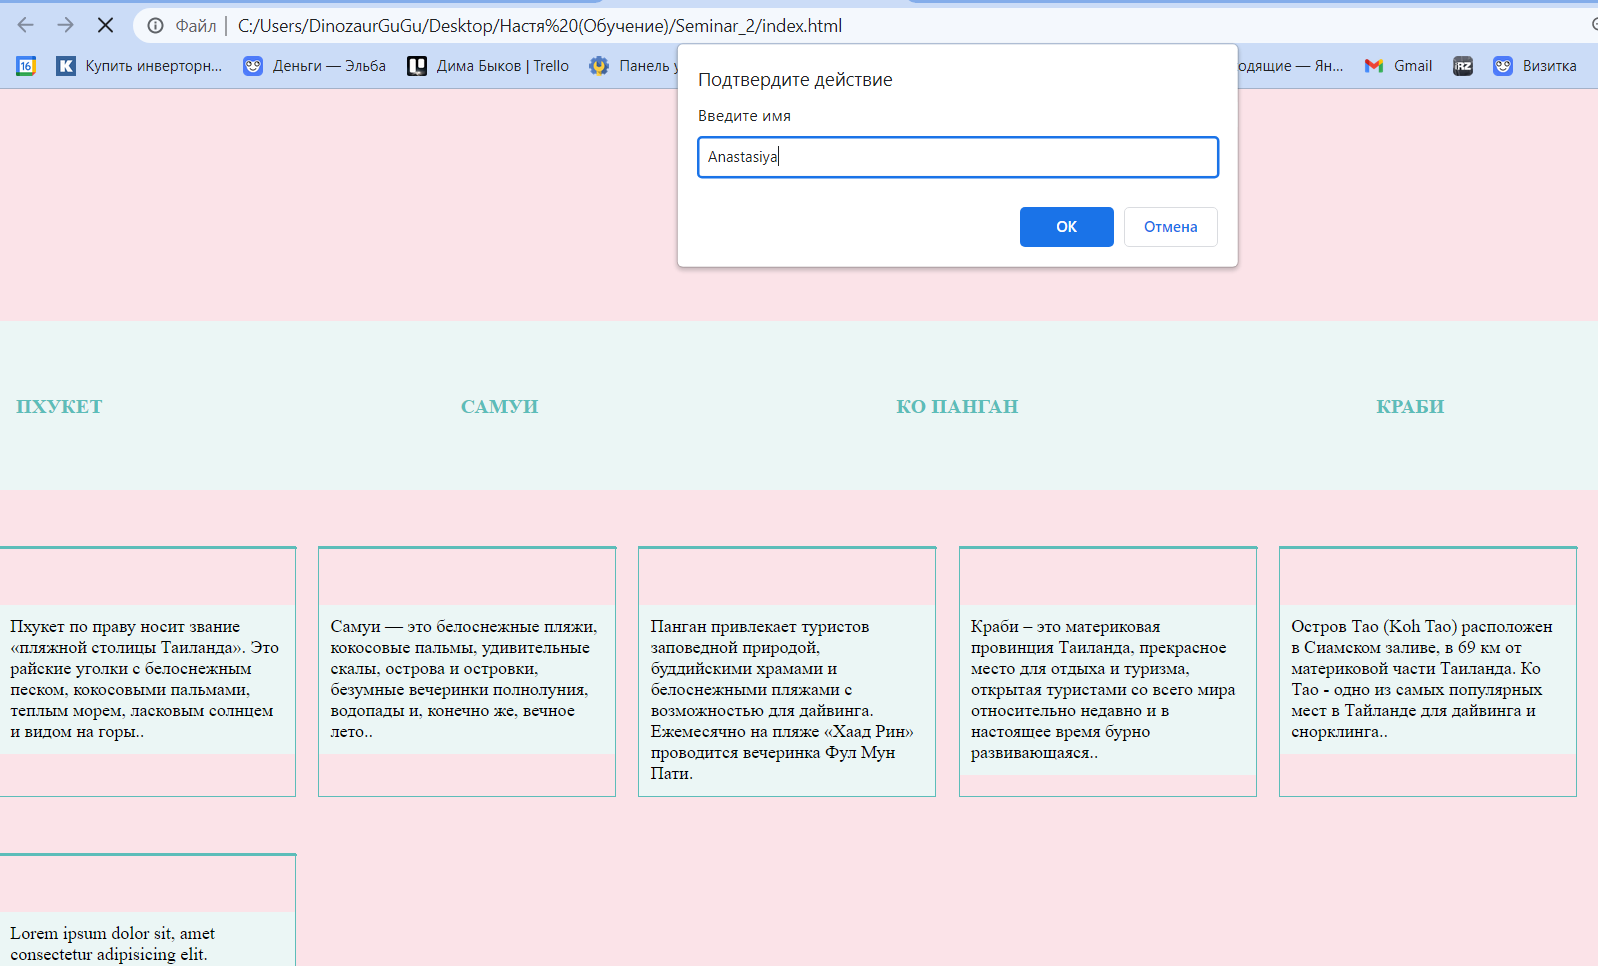 Файл | C:/Users/DinozaurGuGu/Desktop/Настя%20(Обучение)/Seminar_2/index.html
16 K Купить инверторн... Деньги — Эльба Дима Быков | Trello Панель одящие — Ян... Gmail RZ Визитка
Подтвердите действие
Введите имя
Anastasiya
ОК Отмена
ПХУКЕТ САМУИ КО ПАНГАН КРАБИ
Пхукет по праву носит звание
«пляжной столицы Таиланда». Это
райские уголки с белоснежным
песком, кокосовыми пальмами,
теплым морем, ласковым солнцем
и видом на горы..
Самуи — это белоснежные пляжи,
кокосовые пальмы, удивительные
скалы, острова и островки,
безумные вечеринки полнолуния,
водопады и, конечно же, вечное
лето..
Панган привлекает туристов
заповедной природой,
буддийскими храмами и
белоснежными пляжами с
возможностью для дайвинга.
Ежемесячно на пляже «Хаад Рин»
проводится вечеринка Фул Мун
Пати.
Краби – это материковая
провинция Таиланда, прекрасное
место для отдыха и туризма,
открытая туристами со всего мира
относительно недавно и в
настоящее время бурно
развивающаяся..
Остров Тао (Koh Tao) расположен
в Сиамском заливе, в 69 км от
материковой части Таиланда. Ко
Тао - одно из самых популярных
мест в Тайланде для дайвинга и
снорклинга..
Lorem ipsum dolor sit, amet
consectetur adipisicing elit.